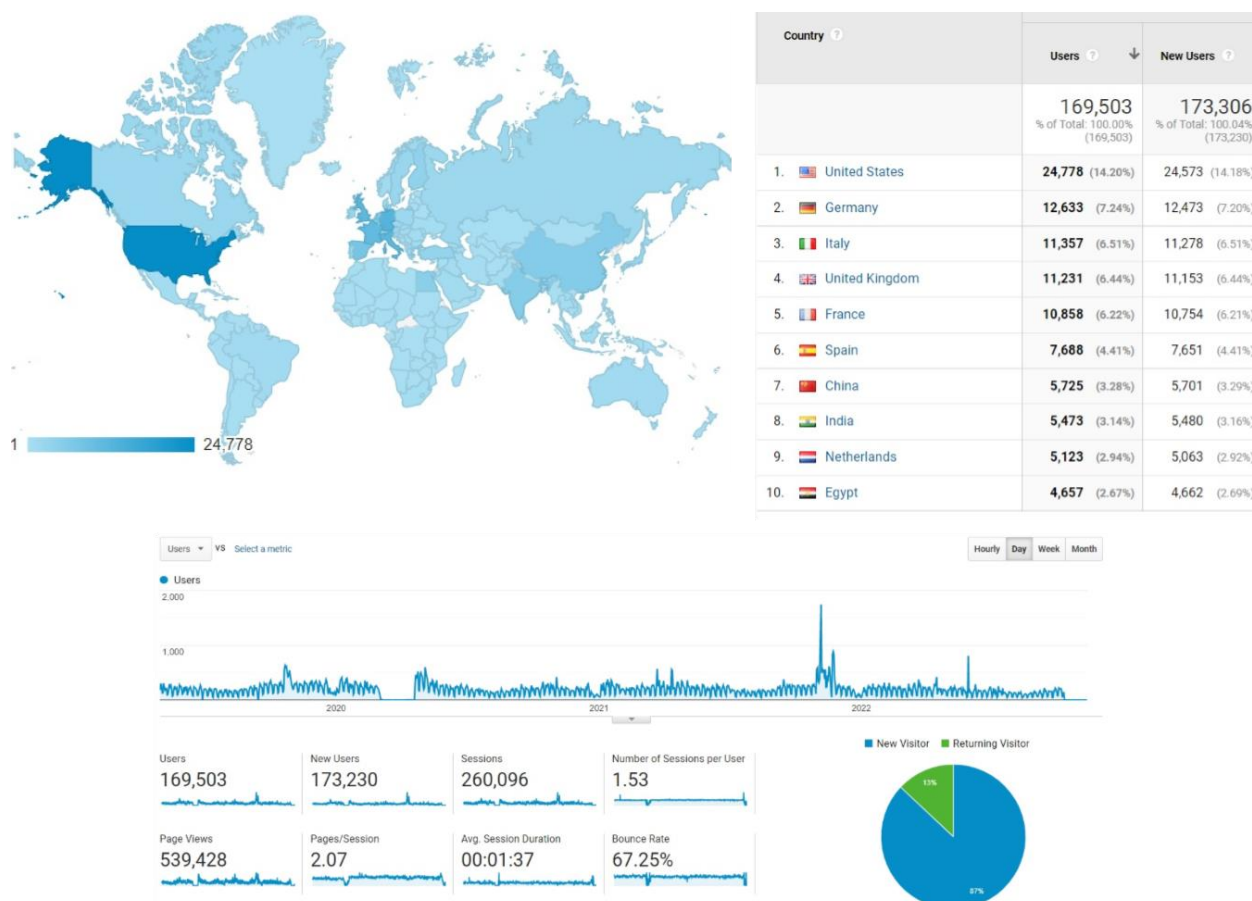 Country
Users New Users
169,503 173,306
% of Total: 100.00% % of Total: 100.04%
(169,503) (173,230)
1. United States 24,778 (14.20%) 24,573 (14.18%)
2. Germany 12,633 (7.24%) 12,473 (7.20%)
3. Italy 11,357 (6.51%) 11,278 (6.51%)
4. United Kingdom 11,231 (6.44%) 11,153 (6.44%)
5. France 10,858 (6.22%) 10,754 (6.21%)
6. Spain 7,688 (4.41%) 7,651 (4.41%)
7. China 5,725 (3.28%) 5,701 (3.29%)
8. India 5,473 (3.14%) 5,480 (3.16%)
9. Netherlands 5,123 (2.94%) 5,063 (2.92%)
10. Egypt 4,657 (2.67%) 4,662 (2.69%)
1 24,778
Users VS Select a metric
Hourly Day Week Month
Users
2,000
1,000
2020 2021 2022
New Visitor Returning Visitor
Users New Users Sessions Number of Sessions per User
169,503 173,230 260,096 1.53
Page Views Pages/Session Avg. Session Duration Bounce Rate
539,428 2.07 00:01:37 67.25%
13%
87%